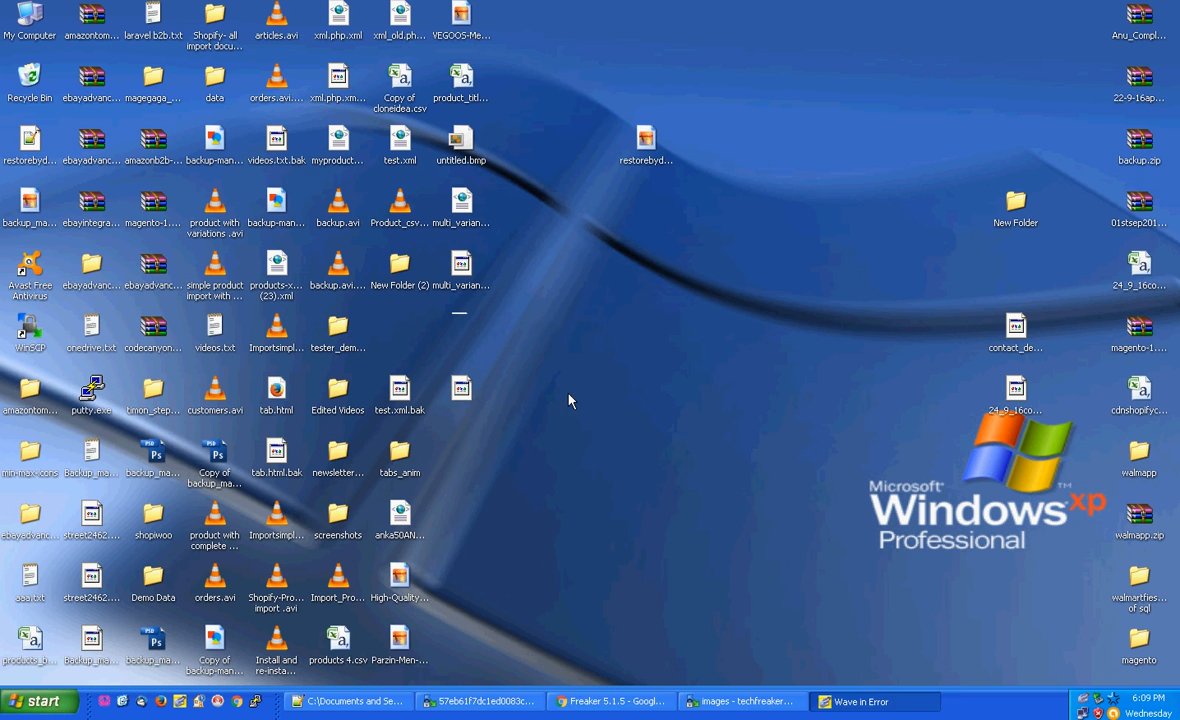 My Computer
amazontom...
laravel b2b.txt
Shopify- all
import docu...
articles.avi
xml.php.xml
xml_old.ph...
VEGOOS-Me...
Anu_Compl...
Recycle Bin
ebayadvanc...
magegaga_...
data
orders.avi....
xml.php.xm...
Copy of
cloneidea.csv
product_titl...
22-9-16ap...
restorebyd...
ebayadvanc...
amazonb2b-...
backup-man...
videos.txt.bak
myproduct...
test.xml
untitled.bmp
restorebyd...
backup.zip
backup_ma...
ebayintegra...
magento-1....
product with
variations .avi
backup-man...
backup.avi
Product_csv...
multi_varian...
New Folder
01stsep201...
Avast Free
Antivirus
ebayadvanc...
ebayadvanc...
simple product
import with ...
products-x...
(23).xml
backup.avi....
New Folder (2)
multi_varian...
24_9_16co...
WinSCP
onedrive.txt
codecanyon...
videos.txt
Importsimpl...
tester_dem...
contact_de...
magento-1....
amazontom...
putty.exe
timon_step...
customers.avi
tab.html
Edited Videos
test.xml.bak
24_9_16co...
cdnshopifyc...
min-max-icons
Backup_ma...
backup_ma...
Copy of
backup_ma...
tab.html.bak
newsletter...
tabs_anim
walmapp
ebayadvanc...
street2462....
shopiwoo
product with
complete ...
Importsimpl...
screenshots
anka50AN...
walmapp.zip
aaa.txt
street2462....
Demo Data
orders.avi
Shopify-Pro...
import .avi
Import_Pro...
High-Quality...
walmartfies...
of sql
products_b...
Backup_ma...
backup_ma...
Copy of
backup-man...
Install and
re-insta...
products 4.csv
Parzin-Men-...
magento
Microsoft®
Windows xp
Professional
start
C:\Documents and Se...
57eb61f7dc1ed0083c...
Freaker 5.1.5 - Googl...
images - techfreaker...
Wave in Error
6:09 PM
Wednesday